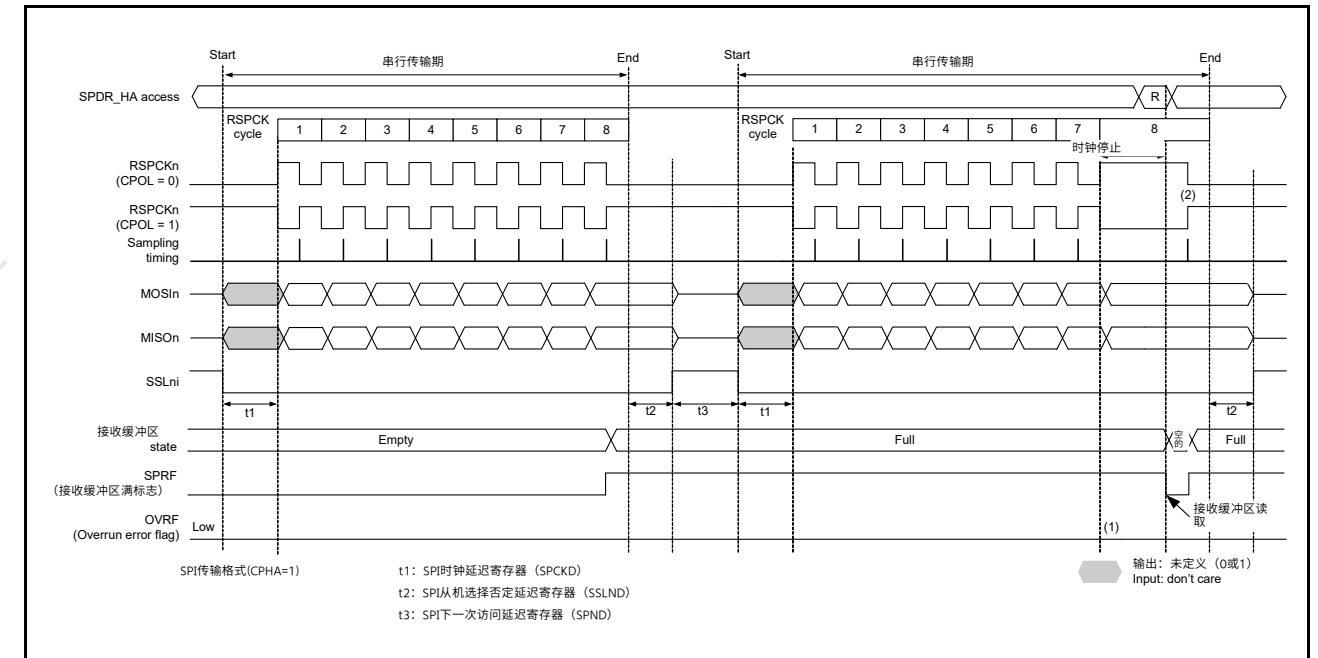 Start
串行传输期
End
Start
串行传输期
End
SPDR_HA access
R
RSPCK
cycle
1 2 3 4 5 6 7 8
RSPCK
cycle
1 2 3 4 5 6 7 8
时钟停止
RSPCKn
(CPOL = 0)
(2)
RSPCKn
(CPOL = 1)
Sampling
timing
MOSIn
MISOn
SSLni
t1
t2
t3
t1
t2
接收缓冲区
state
Empty
Full
空的
Full
SPRF
（接收缓冲区满标志）
接收缓冲区读
取
OVRF
(Overrun error flag)
Low
(1)
SPI传输格式(CPHA=1)
t1：SPI时钟延迟寄存器（SPCKD）
t2：SPI从机选择否定延迟寄存器（SSLND）
t3：SPI下一次访问延迟寄存器（SPND）
输出：未定义（0或1）
Input: don't care